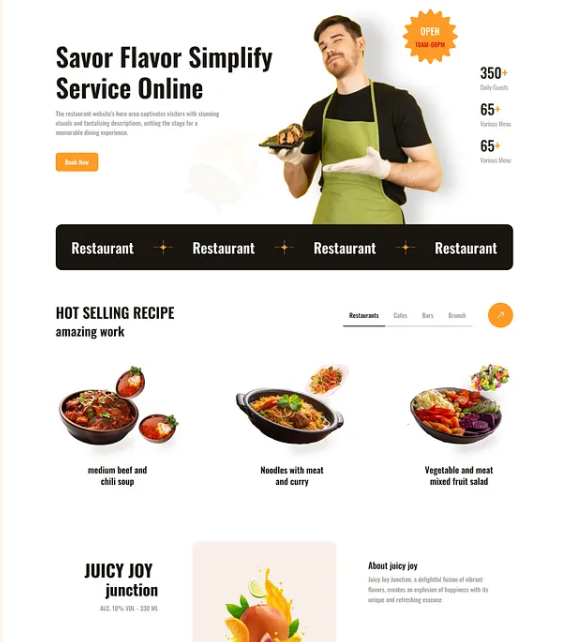 Savor Flavor Simplify
Service Online
The restaurant website's hero area captivates visitors with stunning
visuals and tantalizing descriptions, setting the stage for a
memorable dining experience.
Book Now
OPEN
10AM-08PM
350+
Daily Guests
65+
Various Menu
65+
Various Menu
Restaurant Restaurant Restaurant Restaurant
HOT SELLING RECIPE
amazing work
Restaurants Cafes Bars Brunch
medium beef and
chili soup
Noodles with meat
and curry
Vegetable and meat
mixed fruit salad
JUICY JOY
junction
ALC. 10% VOL - 330 ML
About juicy joy
Juicy Joy Junction, a delightful fusion of vibrant
flavors, creates an explosion of happiness with its
unique and refreshing essence